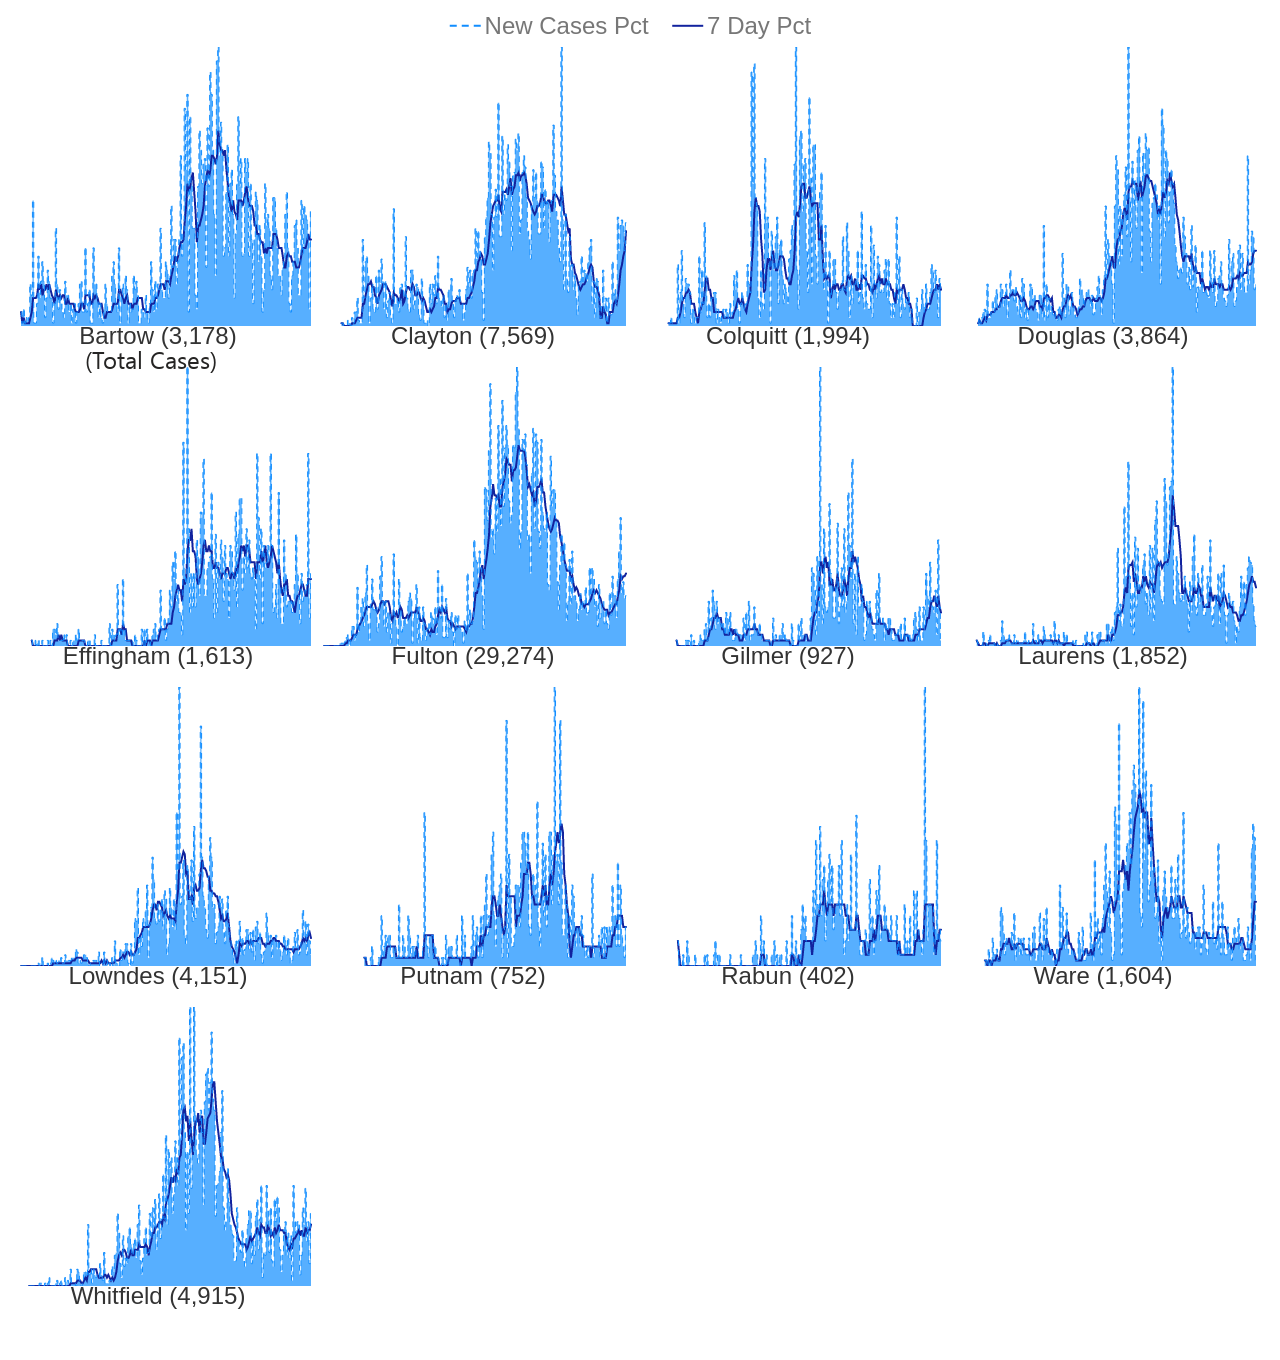 New Cases Pct 7 Day Pct
Bartow (3,178) Clayton (7,569) Colquitt (1,994) Douglas (3,864)
(Total Cases)
Effingham (1,613) Fulton (29,274) Gilmer (927) Laurens (1,852)
Lowndes (4,151) Putnam (752) Rabun (402) Ware (1,604)
Whitfield (4,915)